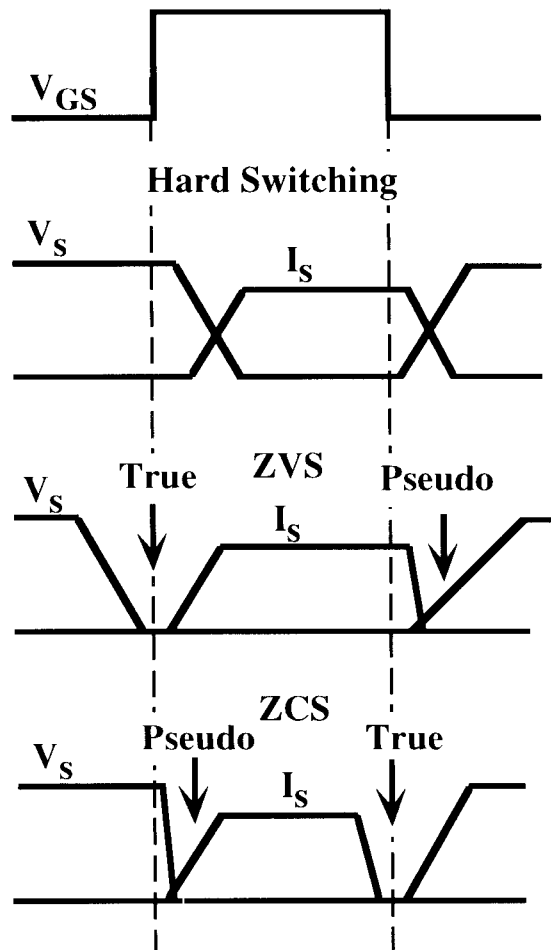 V_GS
Hard Switching
V_S
I_S
ZVS
True
Pseudo
V_S
I_S
ZCS
Pseudo
True
V_S
I_S